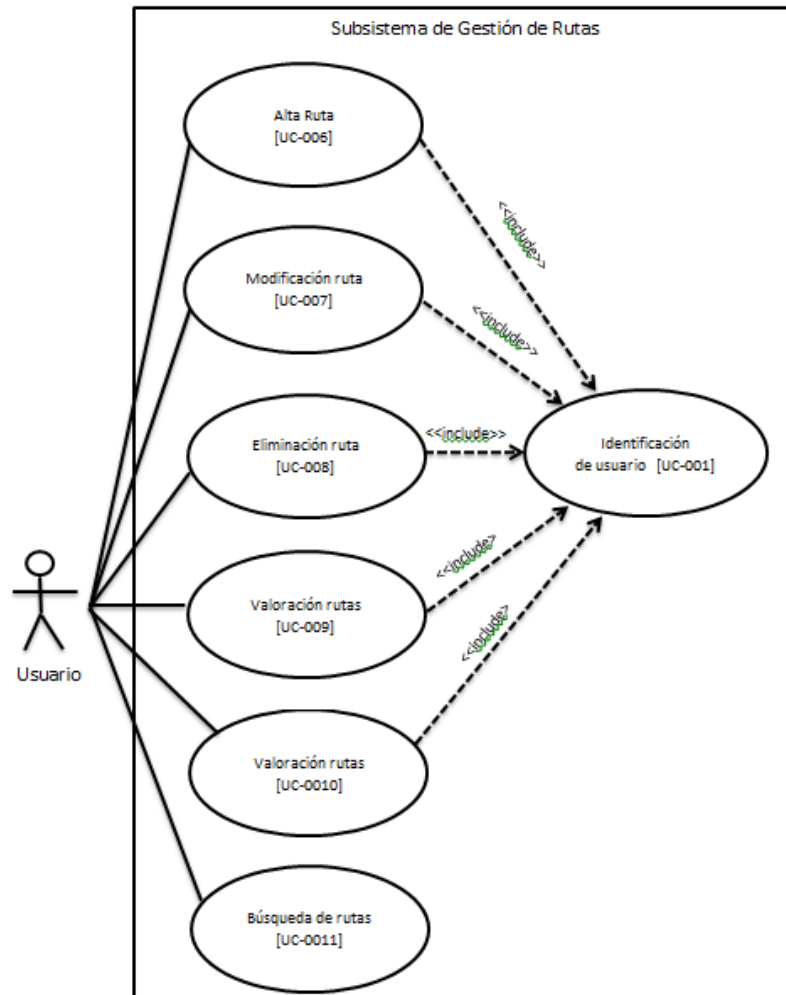 Subsistema de Gestión de Rutas
Alta Ruta
[UC-006]
<<include>>
Modificación ruta
[UC-007]
<<include>>
Eliminación ruta
[UC-008]
<<include>>
Identificación
de usuario [UC-001]
Valoración rutas
[UC-009]
<<include>
Usuario
<<include>
Valoración rutas
[UC-0010]
Búsqueda de rutas
[UC-0011]